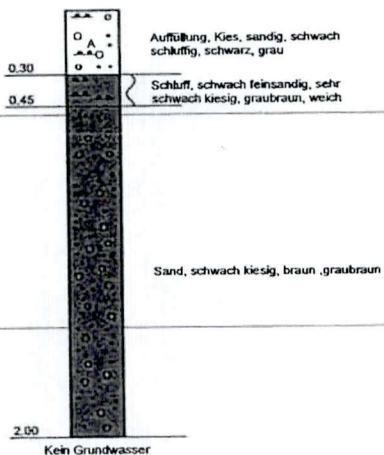 Auffüllung, Kies, sandig, schwach
schluffig, schwarz, grau
A
0.30
Schluff, schwach feinsandig, sehr
schwach kiesig, graubraun, weich
0.45
Sand, schwach kiesig, braun ,graubraun
2.00
Kein Grundwasser